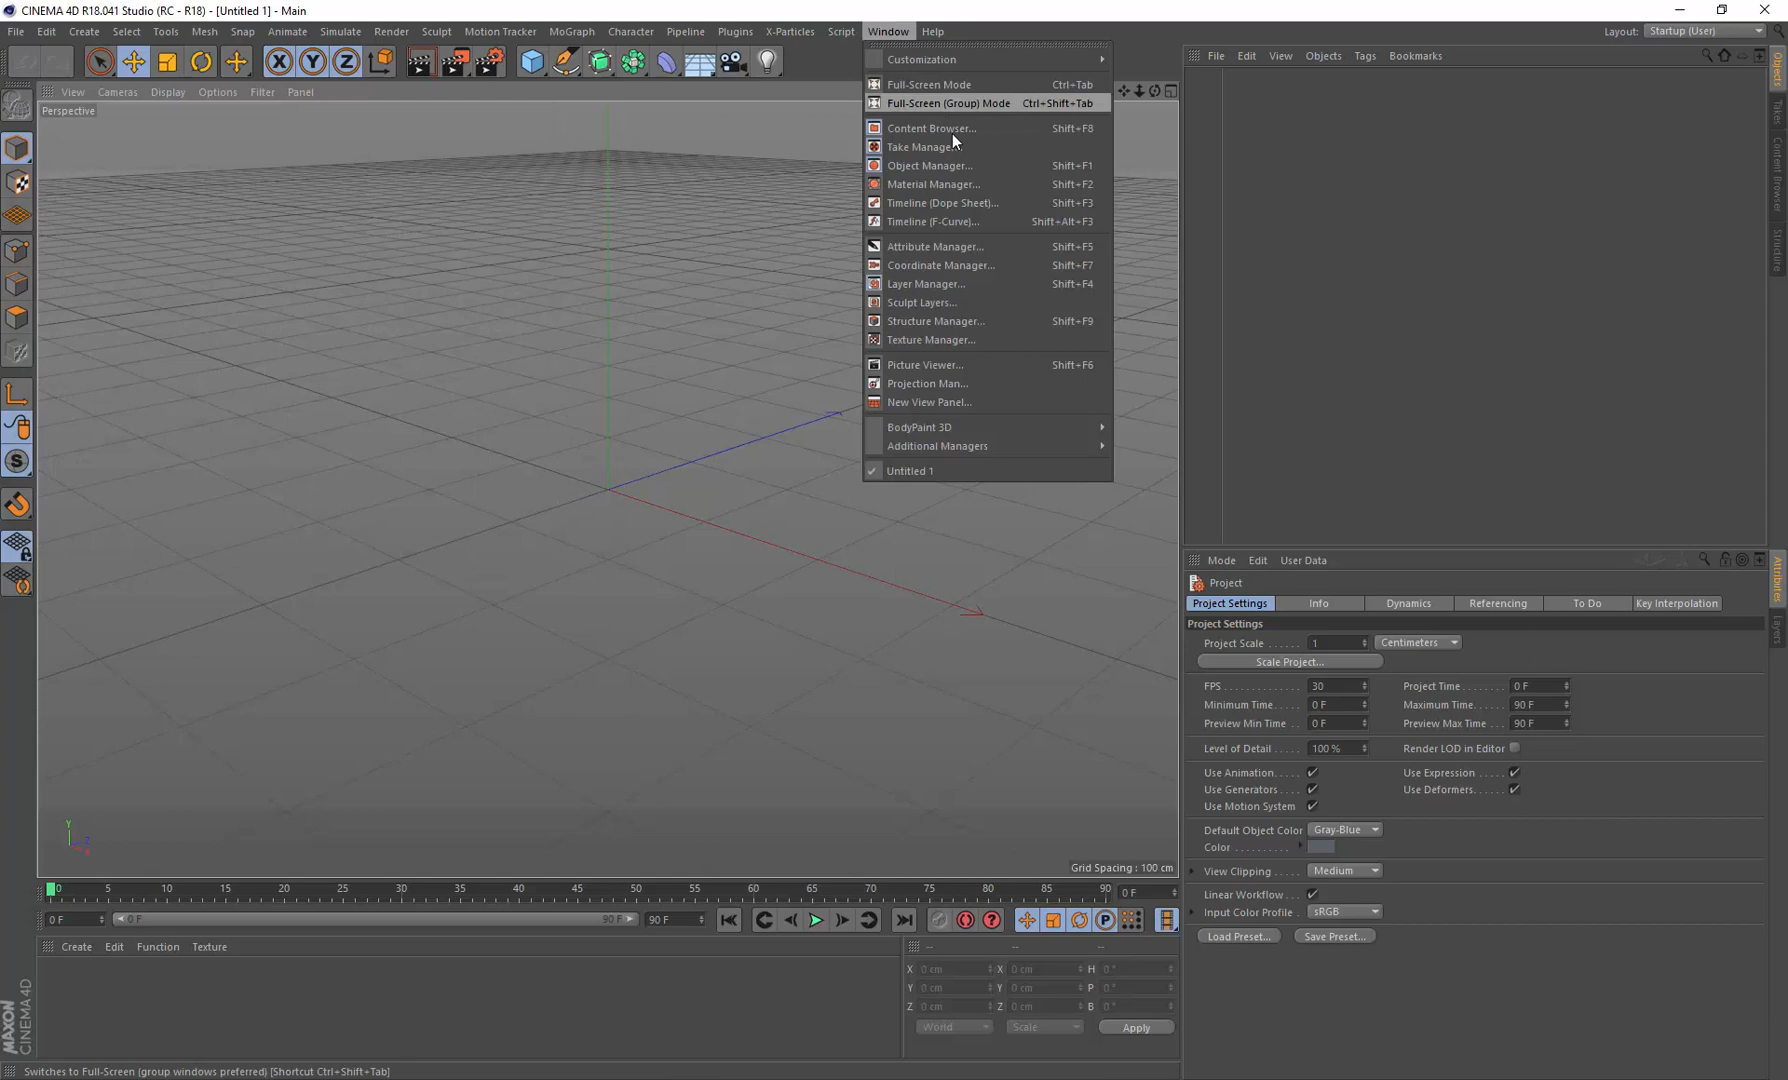 CINEMA 4D R18.041 Studio (RC - R18) - [Untitled 1] - Main
File Edit Create Select Tools Mesh Snap Animate Simulate Render Sculpt Motion Tracker MoGraph Character Pipeline Plugins X-Particles Script Window Help
Layout: Startup (User)
View Cameras Display Options Filter Panel
Perspective
Customization
Full-Screen Mode Ctrl+Tab
Full-Screen (Group) Mode Ctrl+Shift+Tab
Content Browser... Shift+F8
Take Manager...
Object Manager... Shift+F1
Material Manager... Shift+F2
Timeline (Dope Sheet)... Shift+F3
Timeline (F-Curve)... Shift+Alt+F3
Attribute Manager... Shift+F5
Coordinate Manager... Shift+F7
Layer Manager... Shift+F4
Sculpt Layers...
Structure Manager... Shift+F9
Texture Manager...
Picture Viewer... Shift+F6
Projection Man...
New View Panel...
BodyPaint 3D
Additional Managers
Untitled 1
X Y Z
S
Y
Z
X
Grid Spacing : 100 cm
0 5 10 15 20 25 30 35 40 45 50 55 60 65 70 75 80 85 90 0 F
0 F 0 F 90 F 90 F
P
Create Edit Function Texture
-- -- --
X 0 cm X 0 cm H 0 °
Y 0 cm Y 0 cm P 0 °
Z 0 cm Z 0 cm B 0 °
World Scale Apply
MAXON
CINEMA 4D
Switches to Full-Screen (group windows preferred) [Shortcut Ctrl+Shift+Tab]
File Edit View Objects Tags Bookmarks
Objects
Takes
Content Browser
Structure
Mode Edit User Data
Attributes
Layers
Project
Project Settings Info Dynamics Referencing To Do Key Interpolation
Project Settings
Project Scale 1 Centimeters
Scale Project...
FPS 30 Project Time 0 F
Minimum Time 0 F Maximum Time 90 F
Preview Min Time 0 F Preview Max Time 90 F
Level of Detail 100 % Render LOD in Editor
Use Animation Use Expression
Use Generators Use Deformers
Use Motion System
Default Object Color Gray-Blue
Color
View Clipping Medium
Linear Workflow
Input Color Profile sRGB
Load Preset... Save Preset...